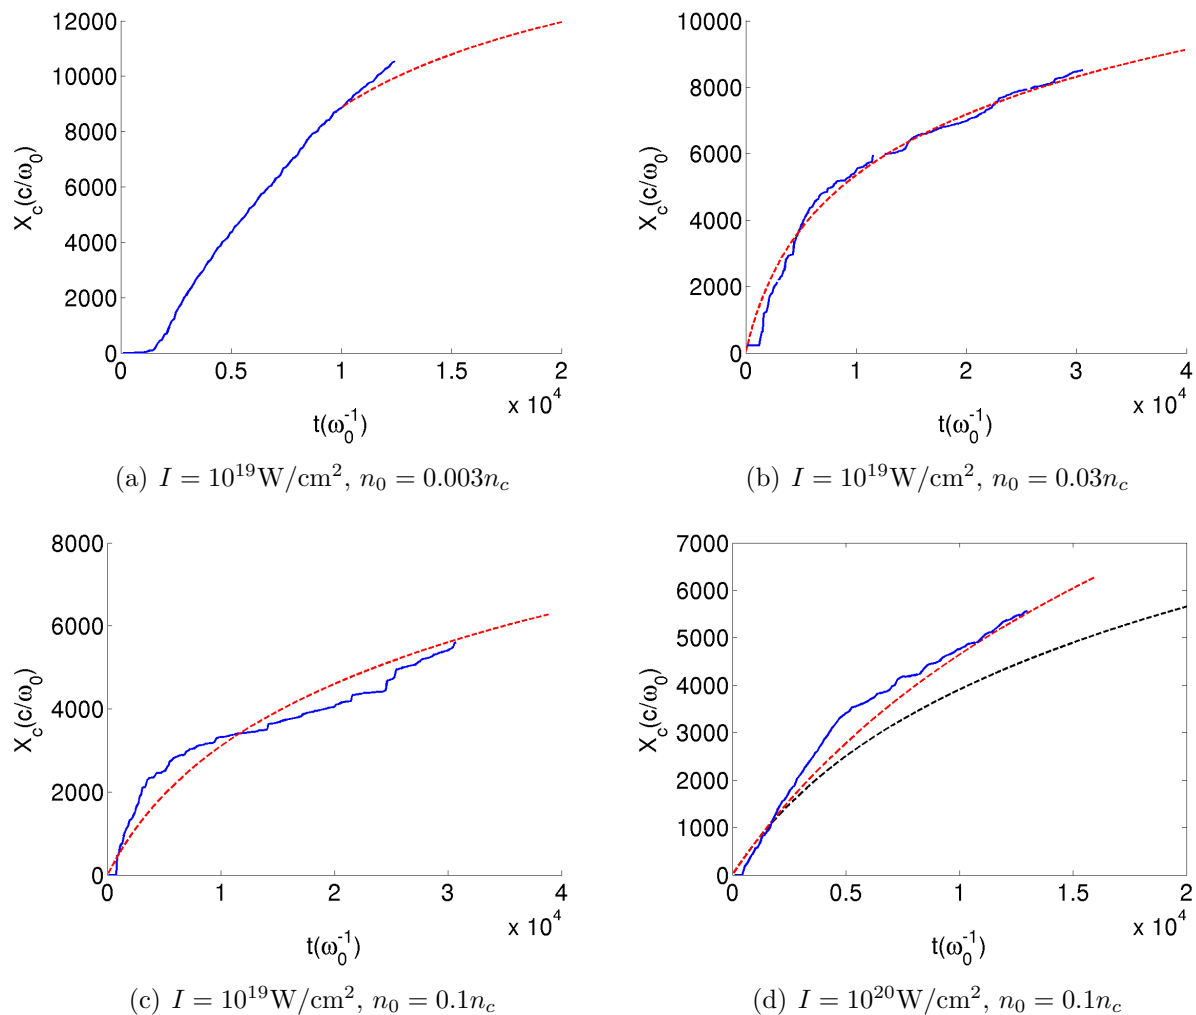 12000
10000
8000
6000
4000
2000
0
X_c(c/ω_0)
0 0.5 1 1.5 2
x 10^4
t(ω_0^-1)
(a) I = 10^19W/cm^2, n_0 = 0.003n_c
10000
8000
6000
4000
2000
0
X_c(c/ω_0)
0 1 2 3 4
x 10^4
t(ω_0^-1)
(b) I = 10^19W/cm^2, n_0 = 0.03n_c
8000
6000
4000
2000
0
X_c(c/ω_0)
0 1 2 3 4
x 10^4
t(ω_0^-1)
(c) I = 10^19W/cm^2, n_0 = 0.1n_c
7000
6000
5000
4000
3000
2000
1000
0
X_c(c/ω_0)
0 0.5 1 1.5 2
x 10^4
t(ω_0^-1)
(d) I = 10^20W/cm^2, n_0 = 0.1n_c